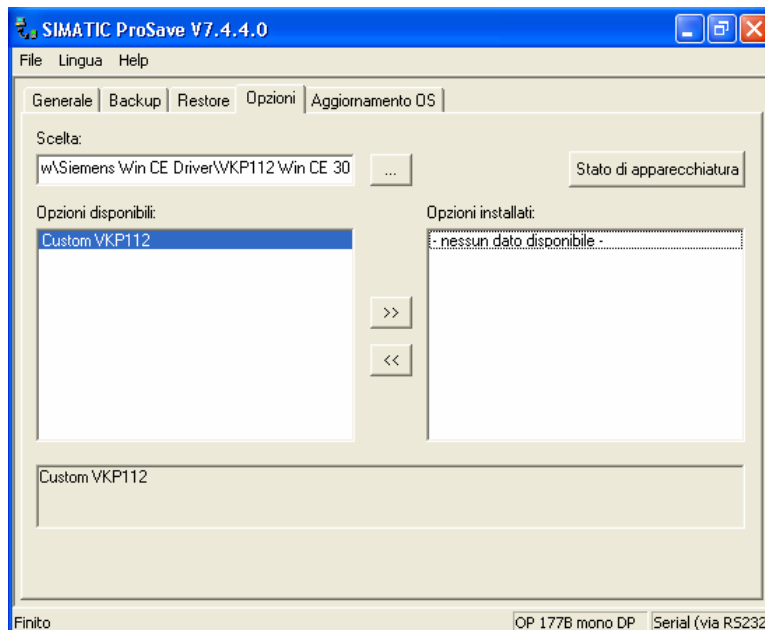 SIMATIC ProSave V7.4.4.0
File Lingua Help
Generale Backup Restore Opzioni Aggiornamento OS
Scelta:
w\Siemens Win CE Driver\VKP112 Win CE 30 ... Stato di apparecchiatura
Opzioni disponibili: Opzioni installati:
Custom VKP112 - nessun dato disponibile -
>>
<<
Custom VKP112
Finito OP 177B mono DP Serial (via RS232